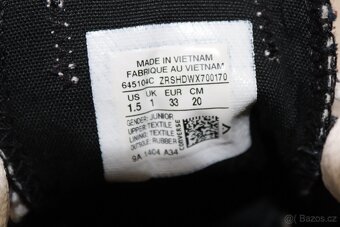 MADE IN VIETNAM
FABRIQUE AU VIETNAM
645104C ZRSHDWX700170
US UK EUR CM
1.5 1 33 20
GENDER: JUNIOR
UPPER: TEXTILE
LINING: TEXTILE
OUTSOLE: RUBBER
CONVERSE
9A 1404 A34
© Bazos.cz